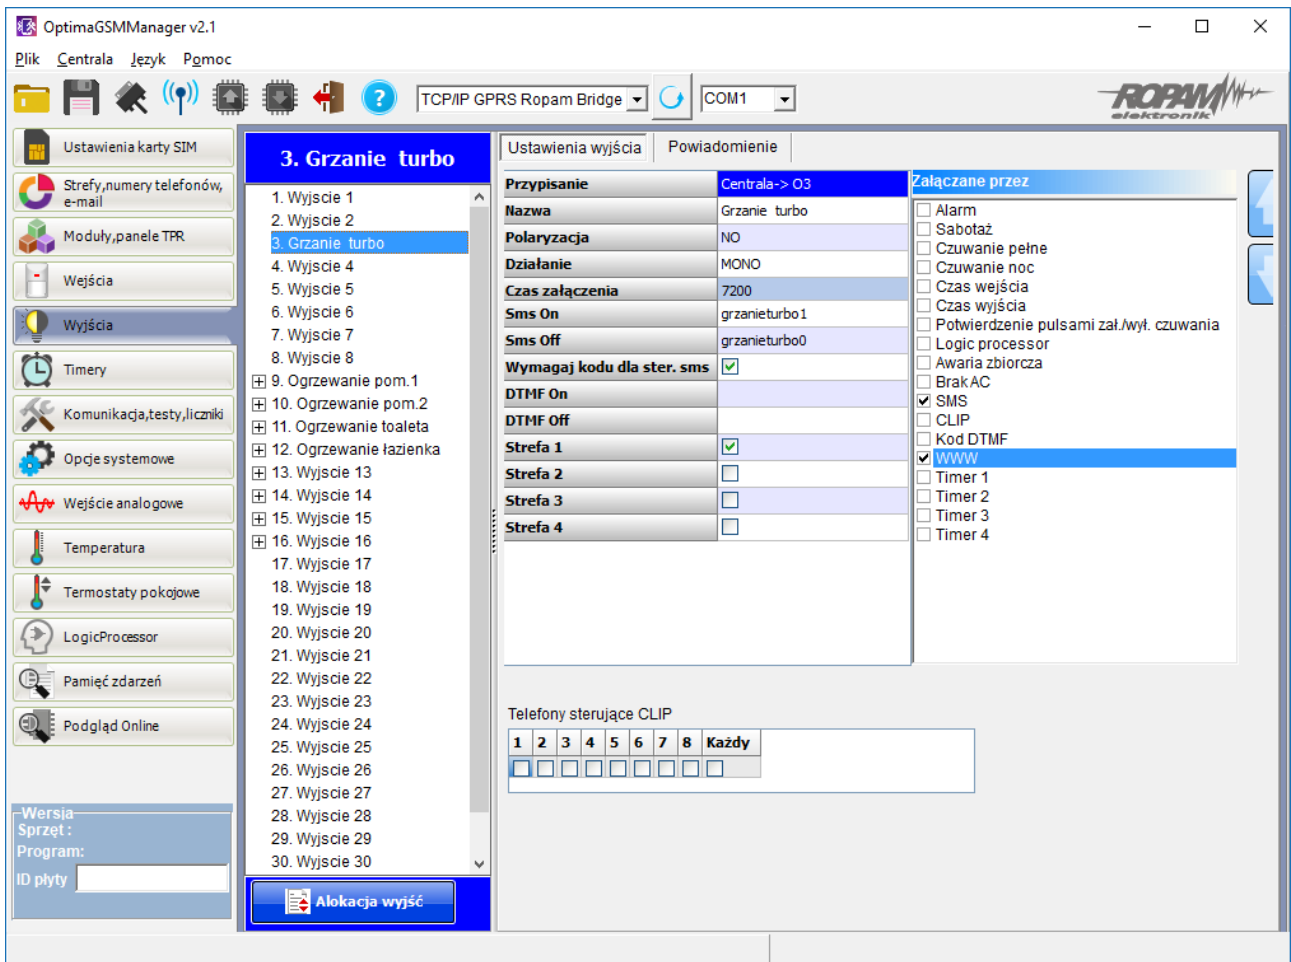 OptimaGSMManager v2.1
Plik Centrala Język Pomoc
TCP/IP GPRS Ropam Bridge
COM1
ROPAM
elektronik
Ustawienia karty SIM
Strefy,numery telefonów,
e-mail
Moduły,panele TPR
Wejścia
Wyjścia
Timery
Komunikacja,testy,liczniki
Opcje systemowe
Wejście analogowe
Temperatura
Termostaty pokojowe
LogicProcessor
Pamięć zdarzeń
Podgląd Online
Wersja
Sprzęt :
Program:
ID płyty
3. Grzanie turbo
1. Wyjscie 1
2. Wyjscie 2
3. Grzanie turbo
4. Wyjscie 4
5. Wyjscie 5
6. Wyjscie 6
7. Wyjscie 7
8. Wyjscie 8
9. Ogrzewanie pom.1
10. Ogrzewanie pom.2
11. Ogrzewanie toaleta
12. Ogrzewanie łazienka
13. Wyjscie 13
14. Wyjscie 14
15. Wyjscie 15
16. Wyjscie 16
17. Wyjscie 17
18. Wyjscie 18
19. Wyjscie 19
20. Wyjscie 20
21. Wyjscie 21
22. Wyjscie 22
23. Wyjscie 23
24. Wyjscie 24
25. Wyjscie 25
26. Wyjscie 26
27. Wyjscie 27
28. Wyjscie 28
29. Wyjscie 29
30. Wyjscie 30
Alokacja wyjść
Ustawienia wyjścia Powiadomienie
Przypisanie Centrala-> O3
Nazwa Grzanie turbo
Polaryzacja NO
Działanie MONO
Czas załączenia 7200
Sms On grzanieturbo1
Sms Off grzanieturbo0
Wymagaj kodu dla ster. sms
DTMF On
DTMF Off
Strefa 1
Strefa 2
Strefa 3
Strefa 4
Załączane przez
Alarm
Sabotaż
Czuwanie pełne
Czuwanie noc
Czas wejścia
Czas wyjścia
Potwierdzenie pulsami zał./wył. czuwania
Logic processor
Awaria zbiorcza
Brak AC
SMS
CLIP
Kod DTMF
WWW
Timer 1
Timer 2
Timer 3
Timer 4
Telefony sterujące CLIP
1 2 3 4 5 6 7 8 Każdy